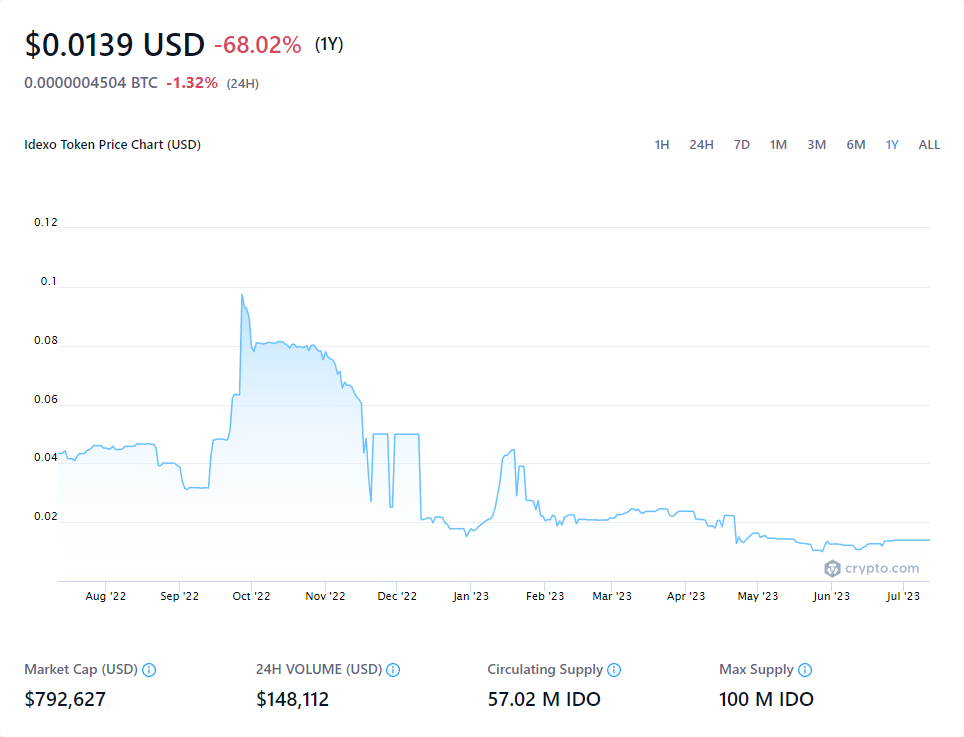 $0.0139 USD -68.02% (1Y)
0.0000004504 BTC -1.32% (24H)
Idexo Token Price Chart (USD) 1H 24H 7D 1M 3M 6M 1Y ALL
0.12
0.1
0.08
0.06
0.04
0.02
crypto.com
Aug '22 Sep '22 Oct '22 Nov '22 Dec '22 Jan '23 Feb '23 Mar '23 Apr '23 May '23 Jun '23 Jul '23
Market Cap (USD) 24H VOLUME (USD) Circulating Supply Max Supply
$792,627 $148,112 57.02 M IDO 100 M IDO